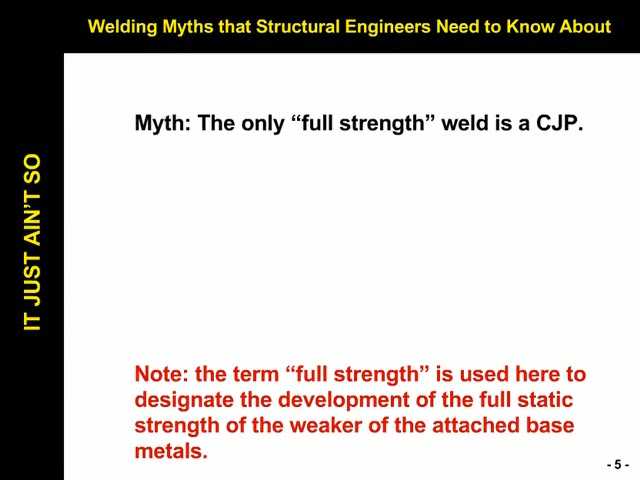 Welding Myths that Structural Engineers Need to Know About
IT JUST AIN'T SO
Myth: The only “full strength” weld is a CJP.
Note: the term “full strength” is used here to
designate the development of the full static
strength of the weaker of the attached base
metals.
- 5 -